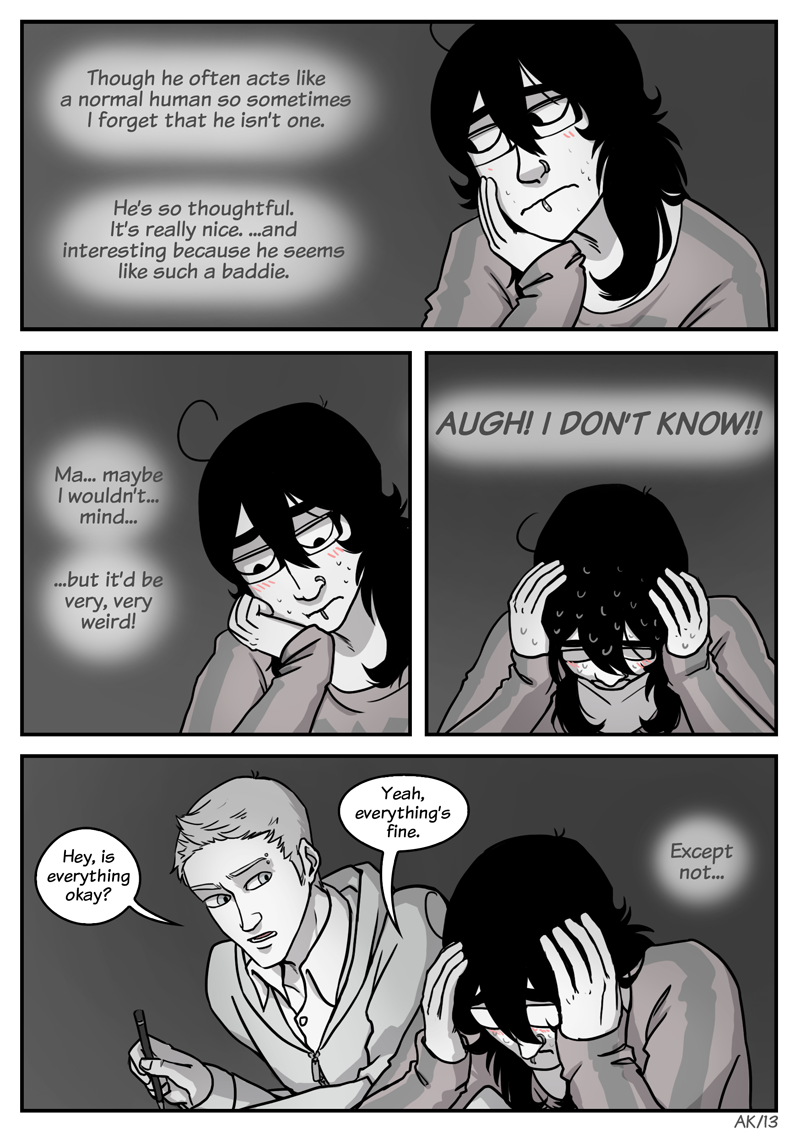 Though he often acts like
a normal human so sometimes
I forget that he isn't one.
He's so thoughtful.
It's really nice. ...and
interesting because he seems
like such a baddie.
Ma... maybe
I wouldn't...
mind...
...but it'd be
very, very
weird!
AUGH! I DON'T KNOW!!
Hey, is
everything
okay?
Yeah,
everything's
fine.
Except
not...
AK/13